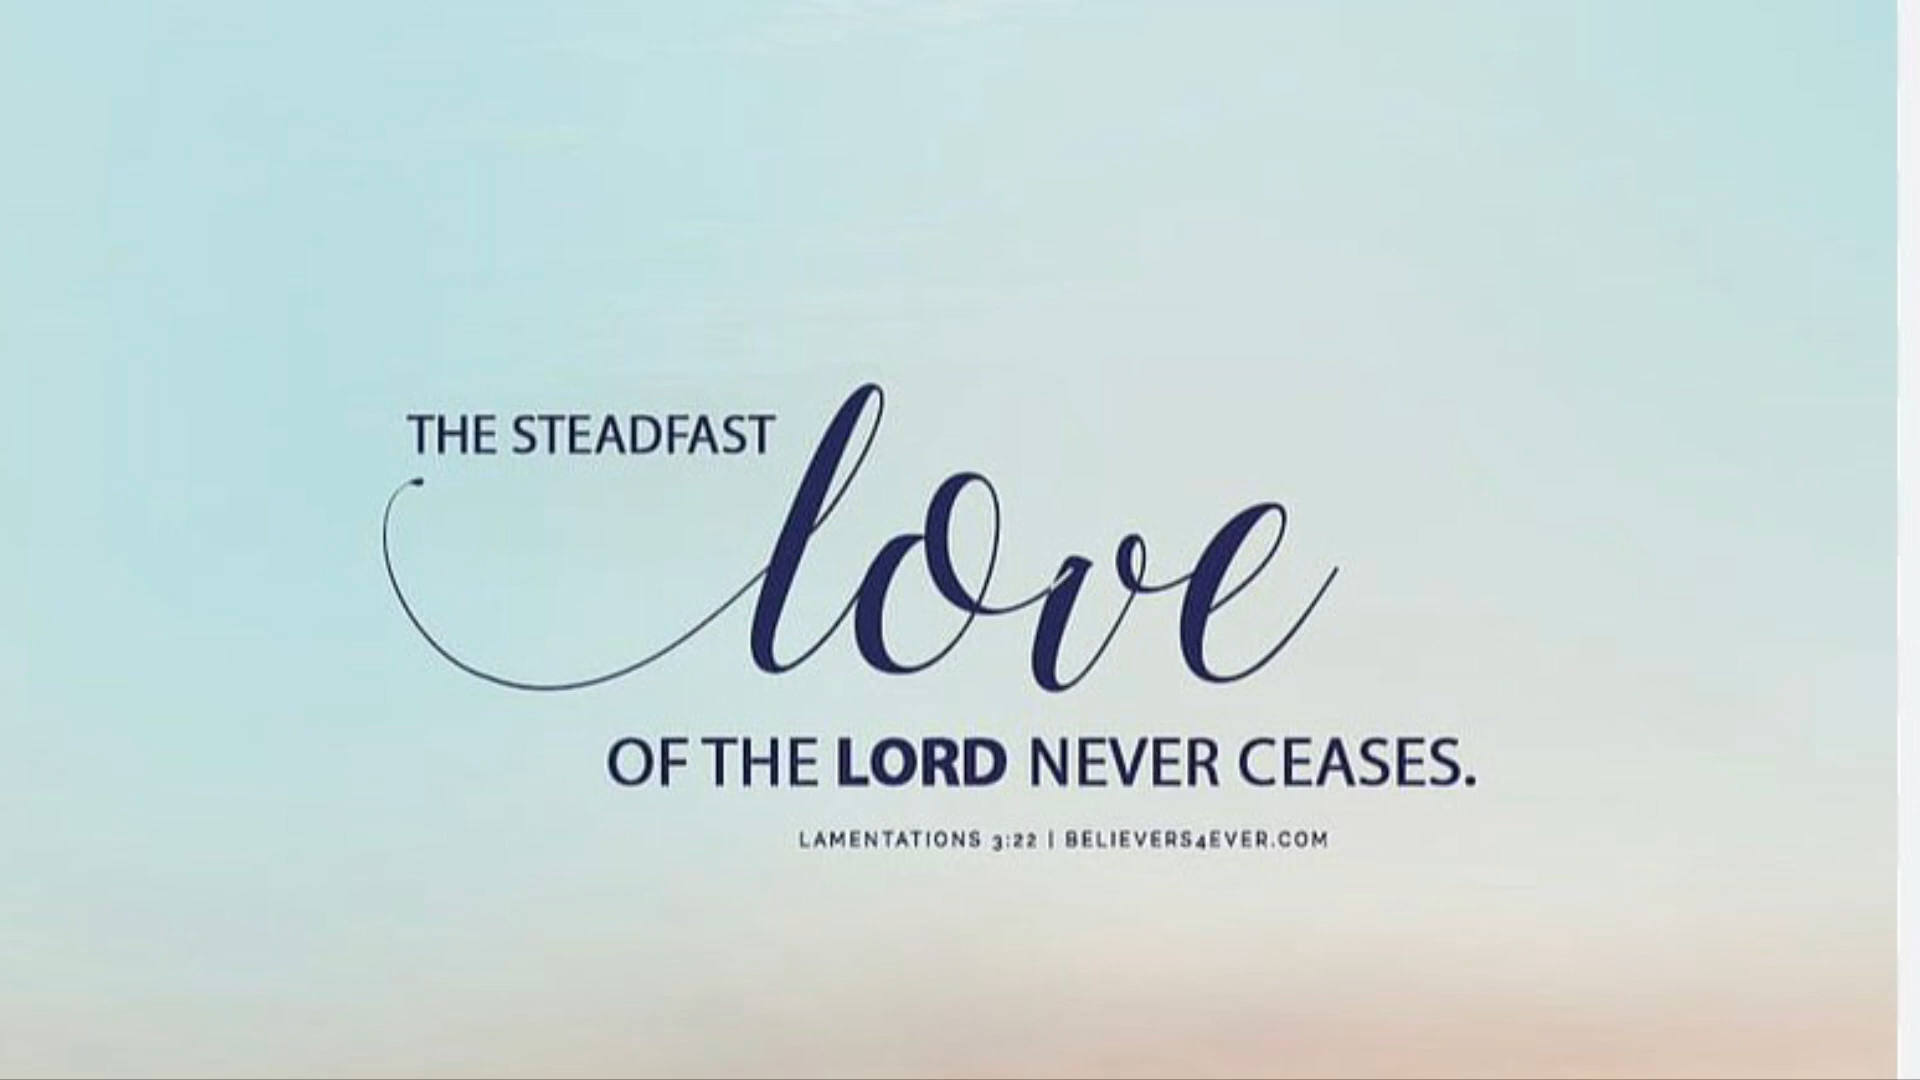 THE STEADFAST
love
OF THE LORD NEVER CEASES.
LAMENTATIONS 3:22 | BELIEVERS4EVER.COM